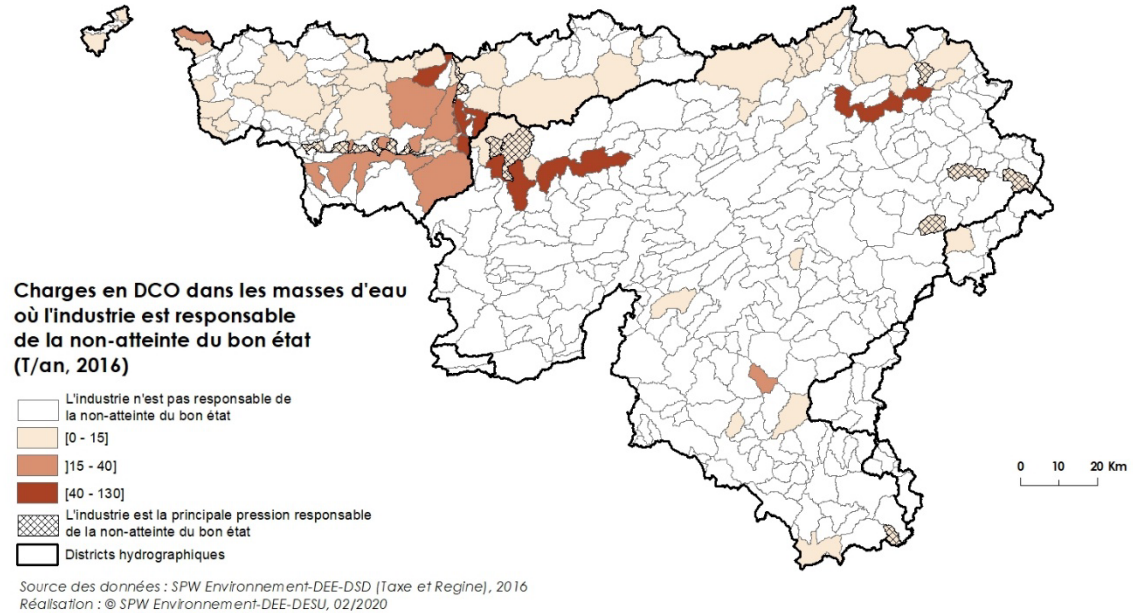 Charges en DCO dans les masses d'eau
où l'industrie est responsable
de la non-atteinte du bon état
(T/an, 2016)
L'industrie n'est pas responsable de
la non-atteinte du bon état
[0 - 15]
]15 - 40]
[40 - 130]
L'industrie est la principale pression responsable
de la non-atteinte du bon état
Districts hydrographiques
0 10 20 Km
Source des données : SPW Environnement-DEE-DSD (Taxe et Regine), 2016
Réalisation : © SPW Environnement-DEE-DESU, 02/2020